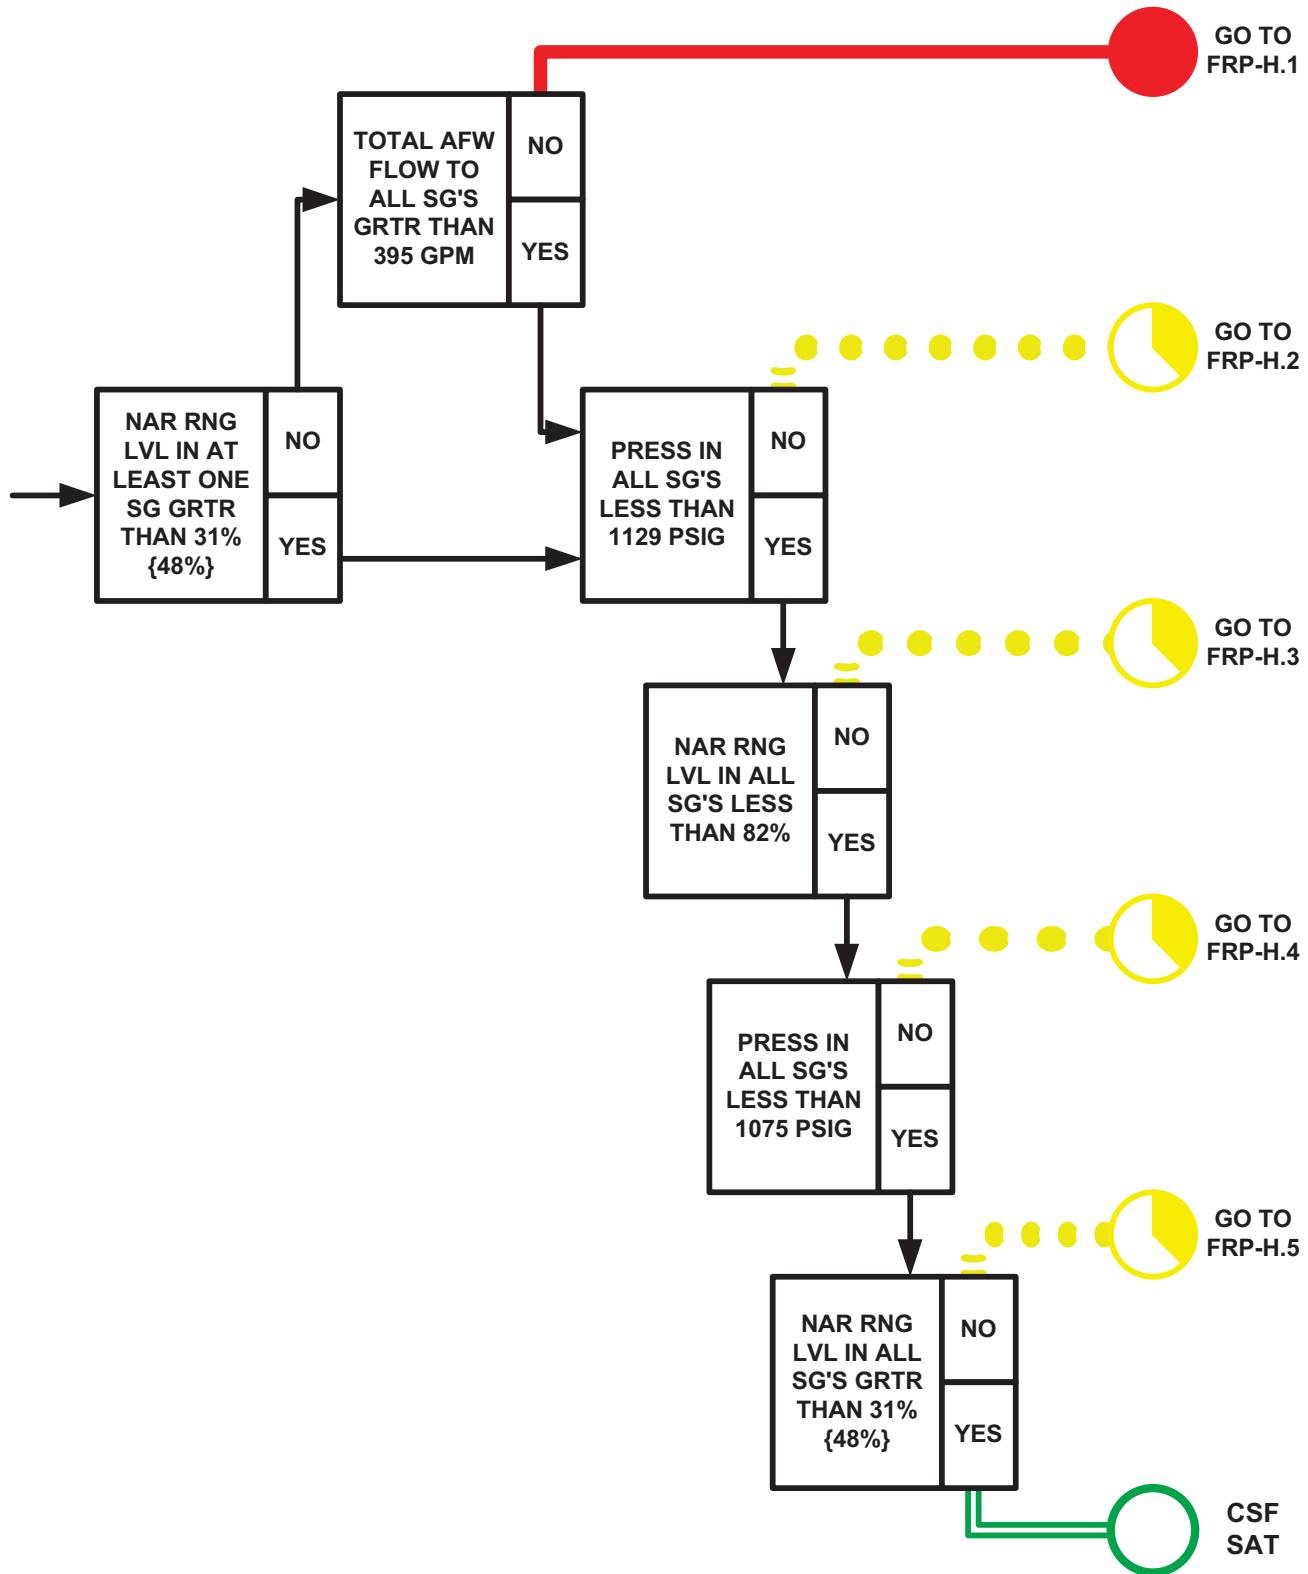 GO TO
FRP-H.1
TOTAL AFW
FLOW TO
ALL SG'S
GRTR THAN
395 GPM
NO
YES
GO TO
FRP-H.2
NAR RNG
LVL IN AT
LEAST ONE
SG GRTR
THAN 31%
{48%}
NO
YES
PRESS IN
ALL SG'S
LESS THAN
1129 PSIG
NO
YES
GO TO
FRP-H.3
NAR RNG
LVL IN ALL
SG'S LESS
THAN 82%
NO
YES
GO TO
FRP-H.4
PRESS IN
ALL SG'S
LESS THAN
1075 PSIG
NO
YES
GO TO
FRP-H.5
NAR RNG
LVL IN ALL
SG'S GRTR
THAN 31%
{48%}
NO
YES
CSF
SAT